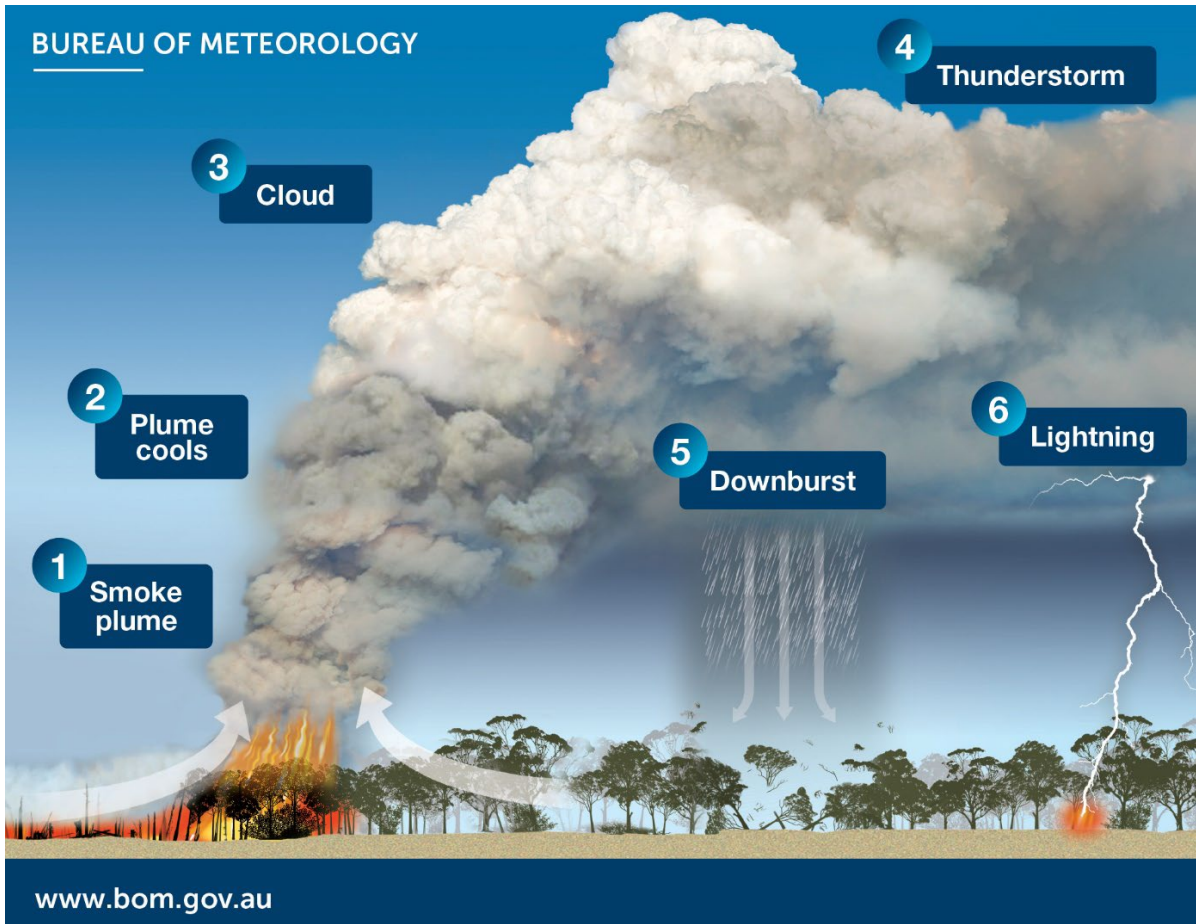 BUREAU OF METEOROLOGY
4
Thunderstorm
3
Cloud
2
Plume
cools
6
Lightning
5
Downburst
1
Smoke
plume
www.bom.gov.au